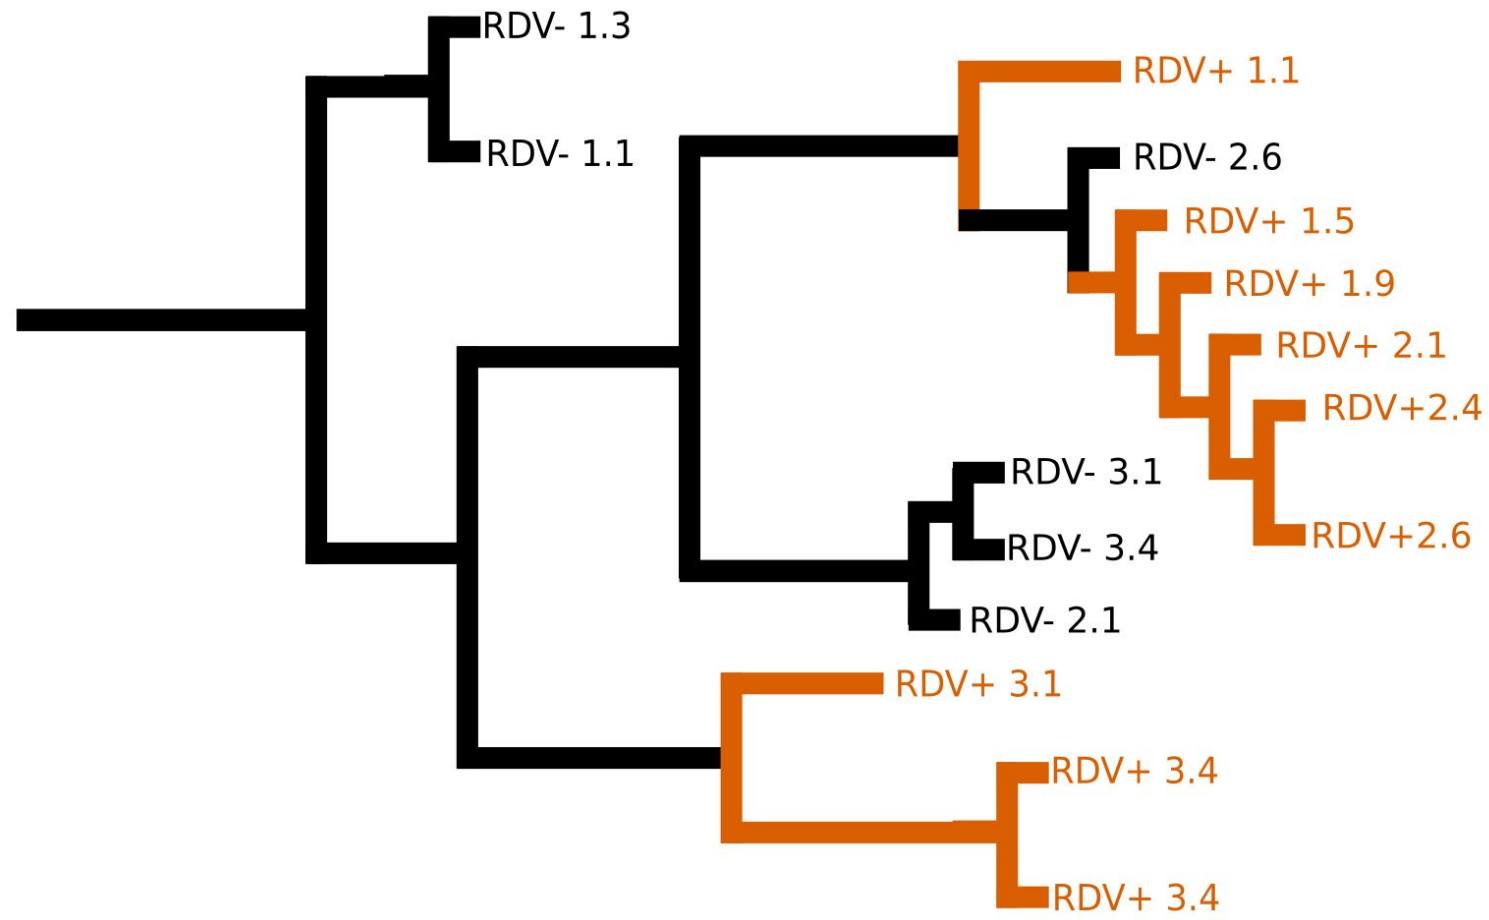 RDV- 1.3
RDV+ 1.1
RDV- 1.1
RDV- 2.6
RDV+ 1.5
RDV+ 1.9
RDV+ 2.1
RDV+2.4
RDV- 3.1
RDV+2.6
RDV- 3.4
RDV- 2.1
RDV+ 3.1
RDV+ 3.4
RDV+ 3.4